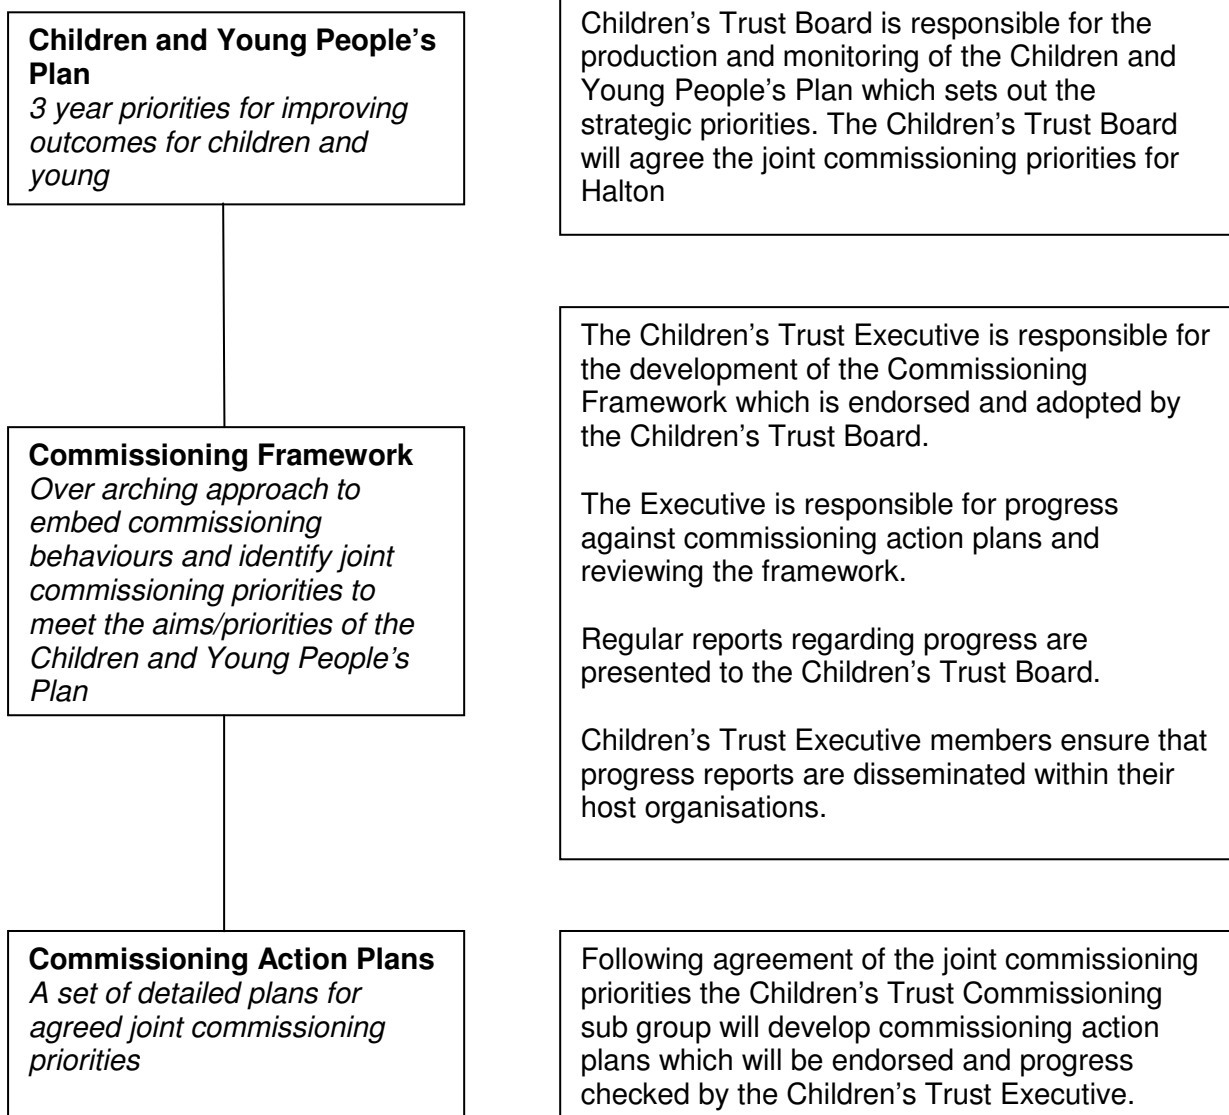 Children and Young People's
Plan
3 year priorities for improving
outcomes for children and
young
Children's Trust Board is responsible for the
production and monitoring of the Children and
Young People's Plan which sets out the
strategic priorities. The Children's Trust Board
will agree the joint commissioning priorities for
Halton
Commissioning Framework
Over arching approach to
embed commissioning
behaviours and identify joint
commissioning priorities to
meet the aims/priorities of the
Children and Young People's
Plan
The Children's Trust Executive is responsible for
the development of the Commissioning
Framework which is endorsed and adopted by
the Children's Trust Board.
The Executive is responsible for progress
against commissioning action plans and
reviewing the framework.
Regular reports regarding progress are
presented to the Children's Trust Board.
Children's Trust Executive members ensure that
progress reports are disseminated within their
host organisations.
Commissioning Action Plans
A set of detailed plans for
agreed joint commissioning
priorities
Following agreement of the joint commissioning
priorities the Children's Trust Commissioning
sub group will develop commissioning action
plans which will be endorsed and progress
checked by the Children's Trust Executive.